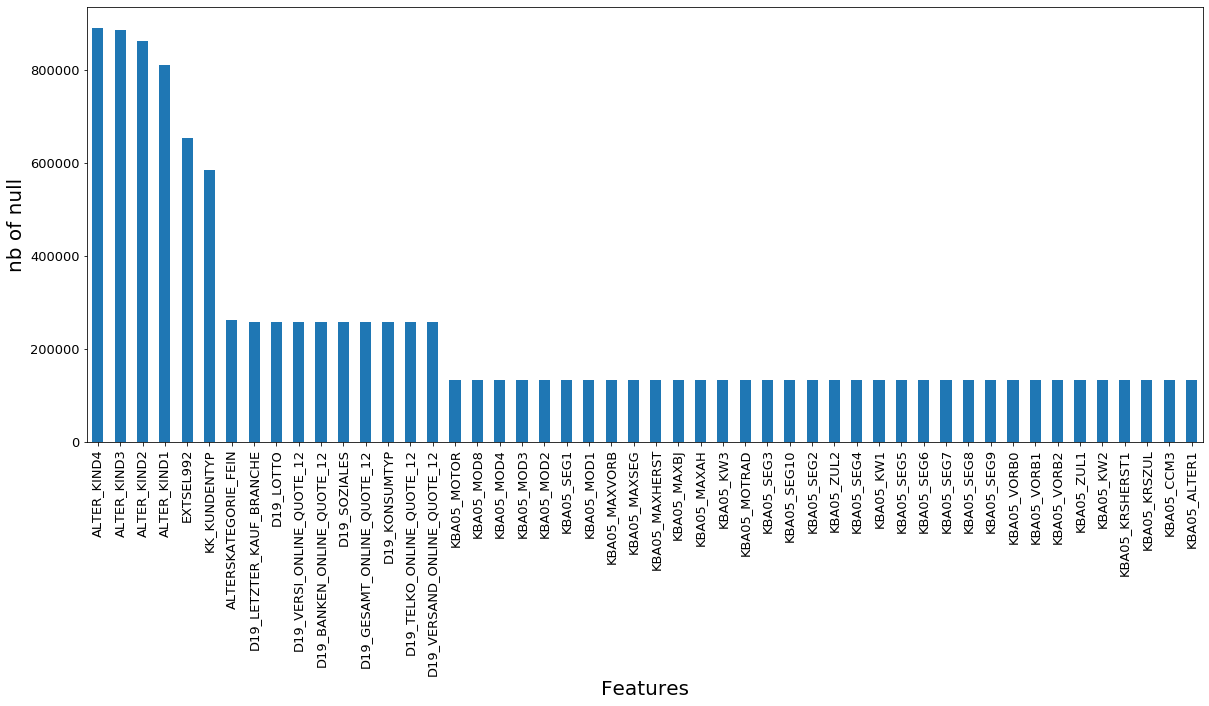 nb of null
800000
600000
400000
200000
0
ALTER_KIND4
ALTER_KIND3
ALTER_KIND2
ALTER_KIND1
EXTSEL992
KK_KUNDENTYP
ALTERSKATEGORIE_FEIN
D19_LETZTER_KAUF_BRANCHE
D19_LOTTO
D19_VERSI_ONLINE_QUOTE_12
D19_BANKEN_ONLINE_QUOTE_12
D19_SOZIALES
D19_GESAMT_ONLINE_QUOTE_12
D19_KONSUMTYP
D19_TELKO_ONLINE_QUOTE_12
D19_VERSAND_ONLINE_QUOTE_12
KBA05_MOTOR
KBA05_MOD8
KBA05_MOD4
KBA05_MOD3
KBA05_MOD2
KBA05_SEG1
KBA05_MOD1
KBA05_MAXVORB
KBA05_MAXSEG
KBA05_MAXHERST
KBA05_MAXBJ
KBA05_MAXAH
KBA05_KW3
KBA05_MOTRAD
KBA05_SEG3
KBA05_SEG10
KBA05_SEG2
KBA05_ZUL2
KBA05_SEG4
KBA05_KW1
KBA05_SEG5
KBA05_SEG6
KBA05_SEG7
KBA05_SEG8
KBA05_SEG9
KBA05_VORB0
KBA05_VORB1
KBA05_VORB2
KBA05_ZUL1
KBA05_KW2
KBA05_KRSHERST1
KBA05_KRSZUL
KBA05_CCM3
KBA05_ALTER1
Features